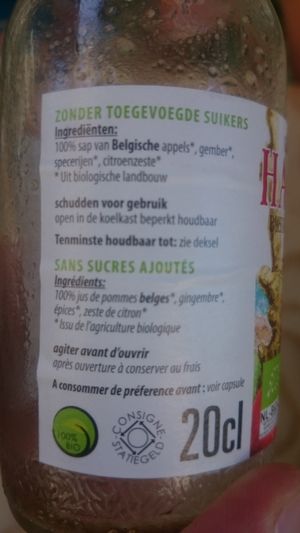 ZONDER TOEGEVOEGDE SUIKERS
Ingrediënten:
100% sap van Belgische appels*, gember*,
specerijen*, citroenzeste*
* Uit biologische landbouw
schudden voor gebruik
open in de koelkast beperkt houdbaar
Tenminste houdbaar tot: zie deksel
SANS SUCRES AJOUTÉS
Ingrédients:
100% jus de pommes belges*, gingembre*,
épices*, zeste de citron*
* Issu de l'agriculture biologique
agiter avant d'ouvrir
après ouverture à conserver au frais
A consommer de préference avant : voir capsule
100%
BIO
CONSIGNE
STATIEGELD
20cl